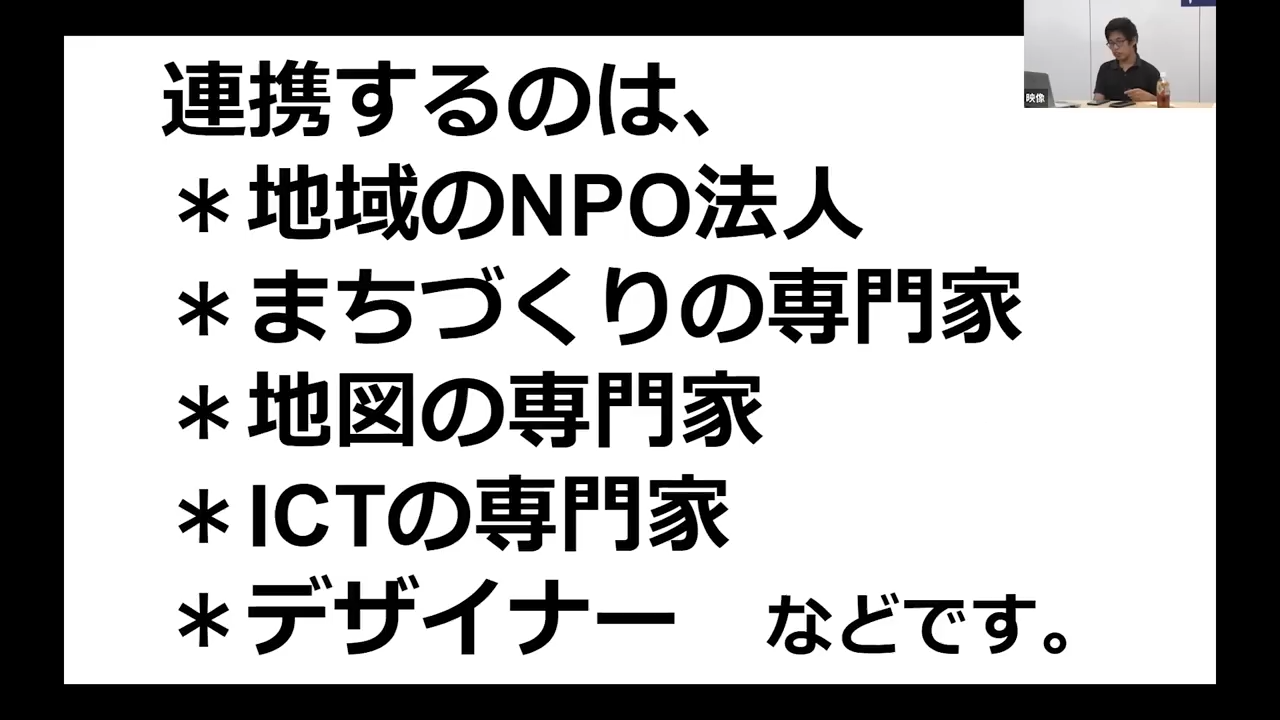 連携するのは、
＊地域のNPO法人
＊まちづくりの専門家
＊地図の専門家
＊ICTの専門家
＊デザイナー　などです。
映像